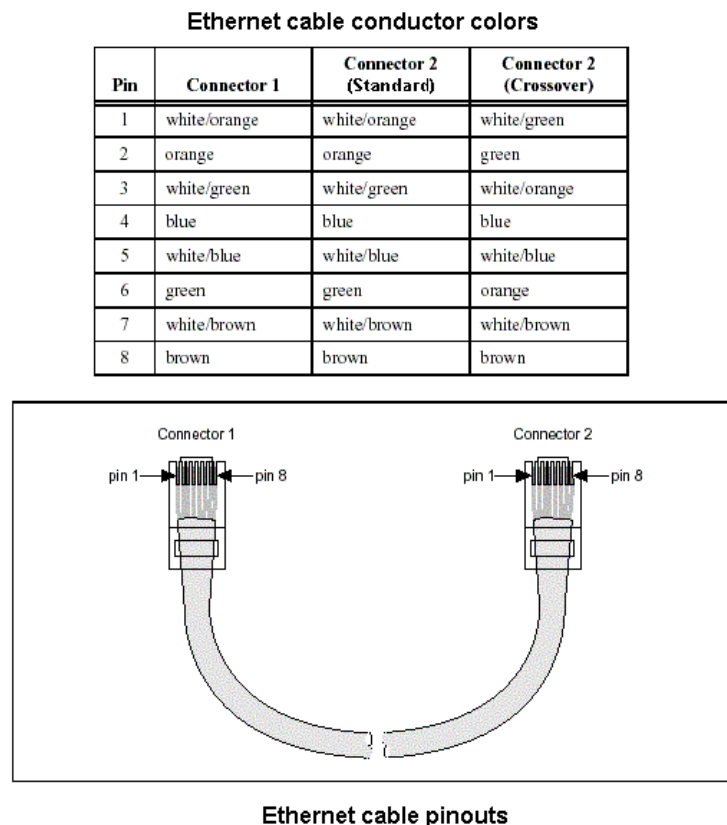 Ethernet cable conductor colors
Pin Connector 1 Connector 2 (Standard) Connector 2 (Crossover)
1 white/orange white/orange white/green
2 orange orange green
3 white/green white/green white/orange
4 blue blue blue
5 white/blue white/blue white/blue
6 green green orange
7 white/brown white/brown white/brown
8 brown brown brown
Connector 1 Connector 2
pin 1 pin 8 pin 1 pin 8
Ethernet cable pinouts